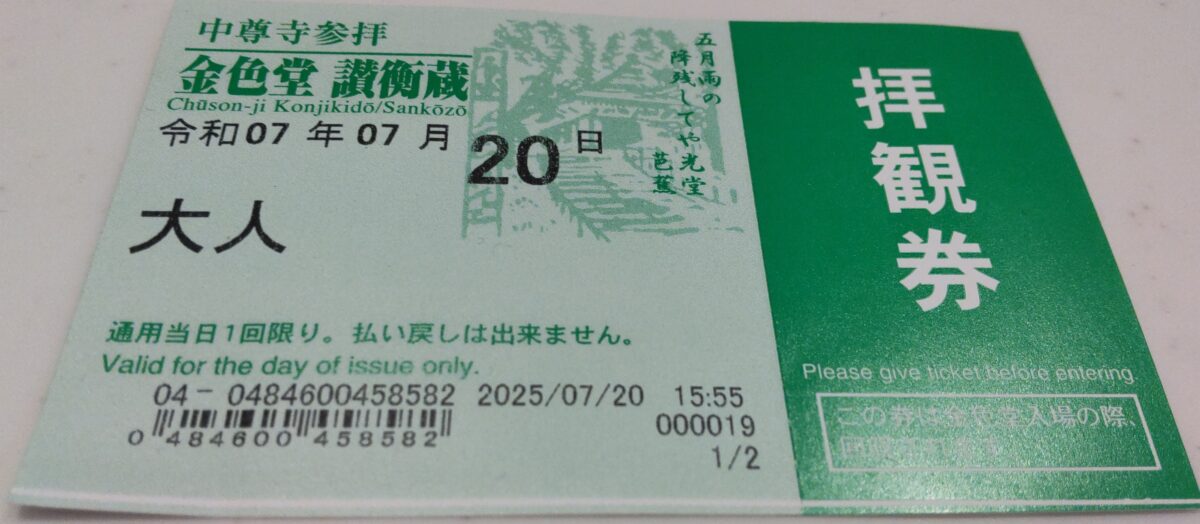 中尊寺参拝
金色堂 讃衡蔵
Chūson-ji Konjikidō/Sankōzō
令和07年07月20日
大人
五月雨の
降残してや光堂
芭蕉
通用当日1回限り。払い戻しは出来ません。
Valid for the day of issue only.
04- 0484600458582 2025/07/20 15:55
0 484600 458582
000019
1/2
拝観券
Please give ticket before entering
この券は金色堂入場の際、